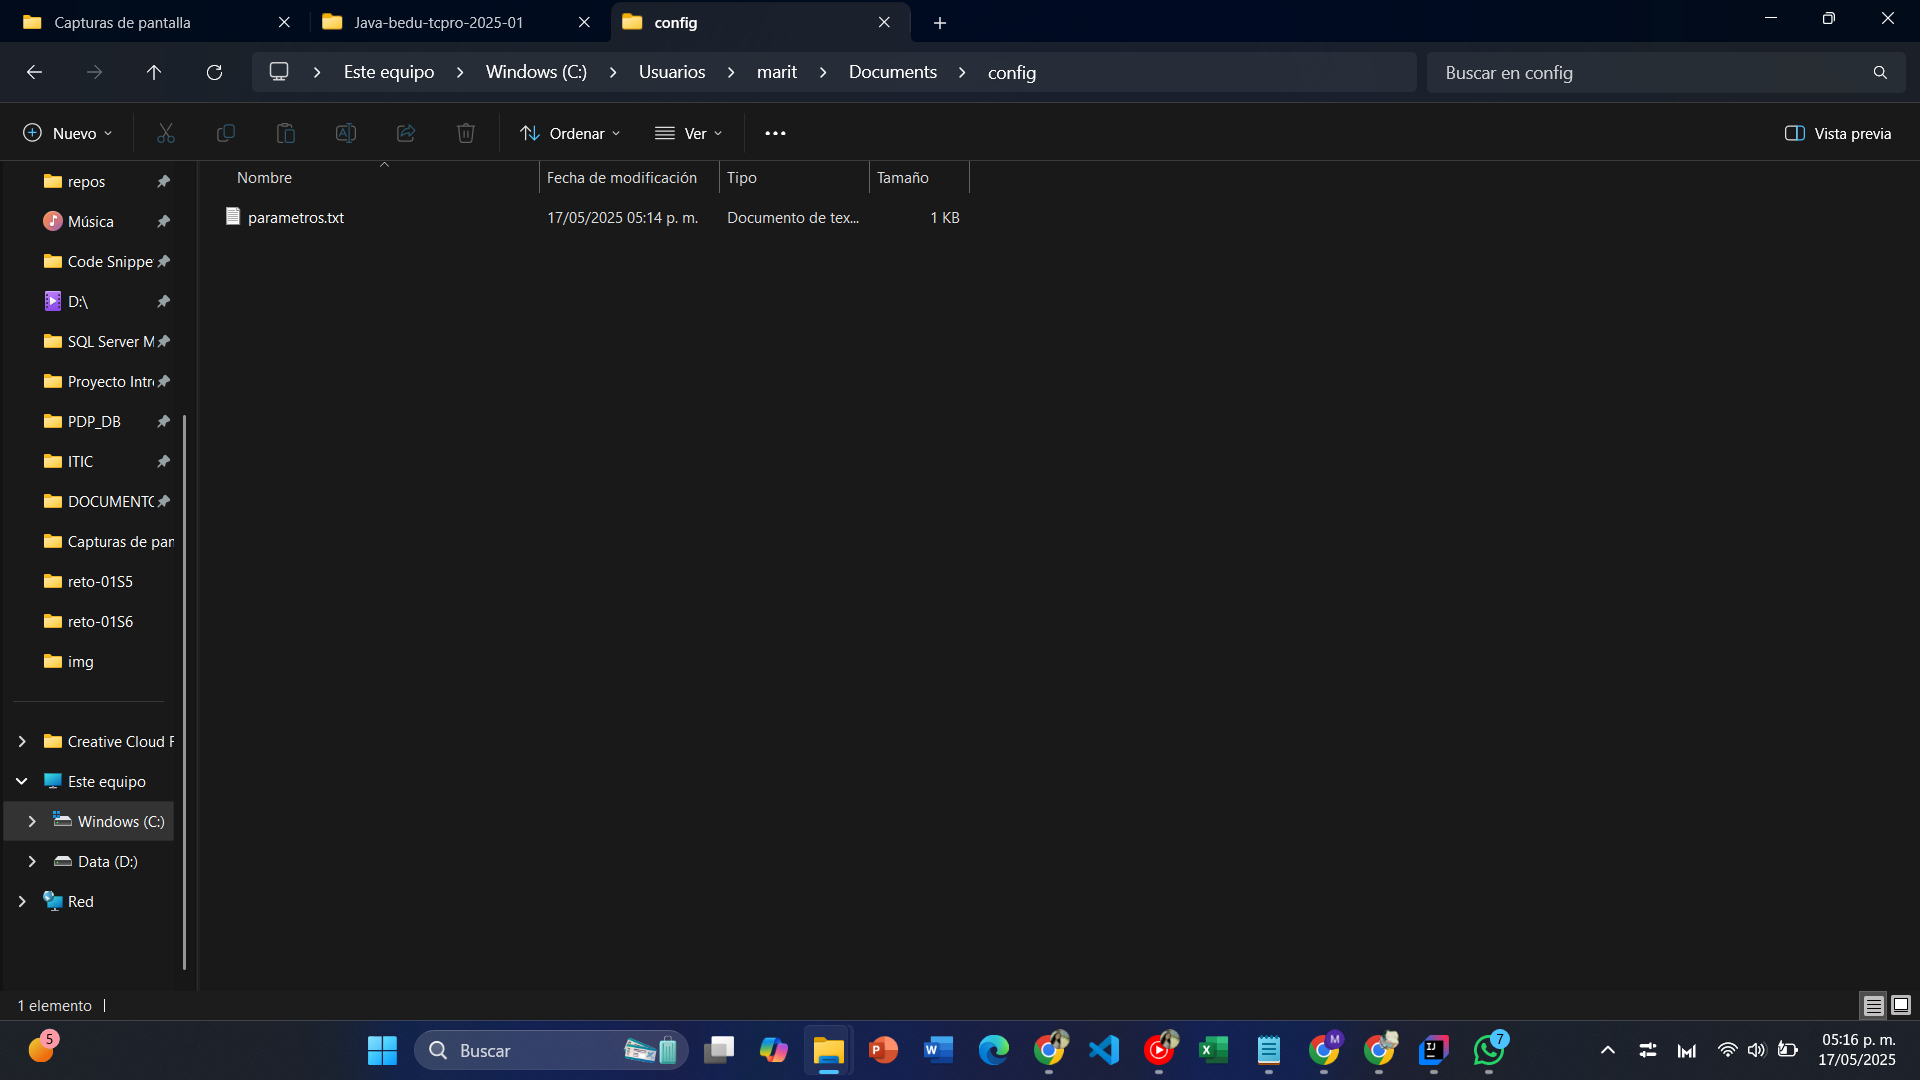 Capturas de pantalla
Java-bedu-tcpro-2025-01
config
Este equipo
Windows (C:)
Usuarios
marit
Documents
config
Buscar en config
Nuevo
Ordenar
Ver
Vista previa
Nombre
Fecha de modificación
Tipo
Tamaño
parametros.txt
17/05/2025 05:14 p. m.
Documento de tex...
1 KB
repos
Música
Code Snippe
D:\
SQL Server M
Proyecto Intr
PDP_DB
ITIC
DOCUMENTO
Capturas de pan
reto-01S5
reto-01S6
img
Creative Cloud F
Este equipo
Windows (C:)
Data (D:)
Red
1 elemento
5
Buscar
M
7
05:16 p. m.
17/05/2025